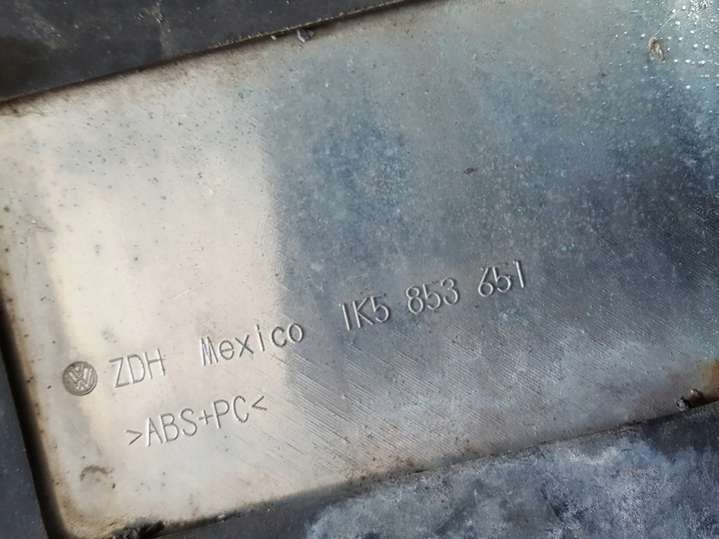 ZDH Mexico 1K5 853 651
>ABS+PC<